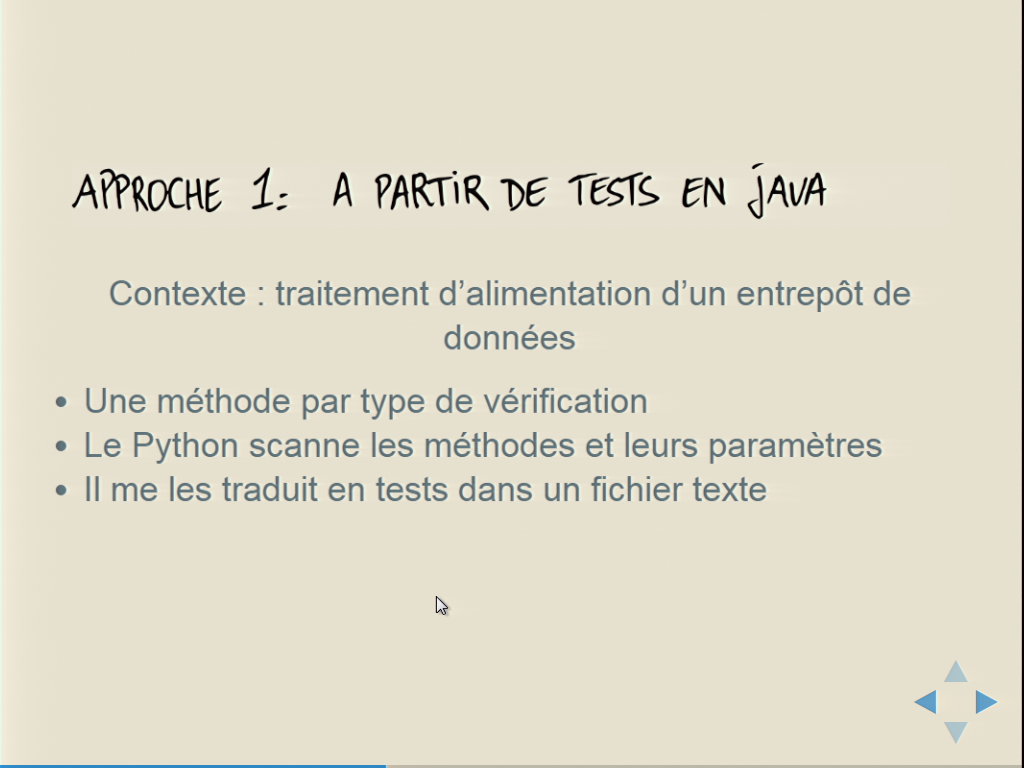 APPROCHE 1: A PARTIR DE TESTS EN JAVA
Contexte : traitement d’alimentation d’un entrepôt de
données
• Une méthode par type de vérification
• Le Python scanne les méthodes et leurs paramètres
• Il me les traduit en tests dans un fichier texte